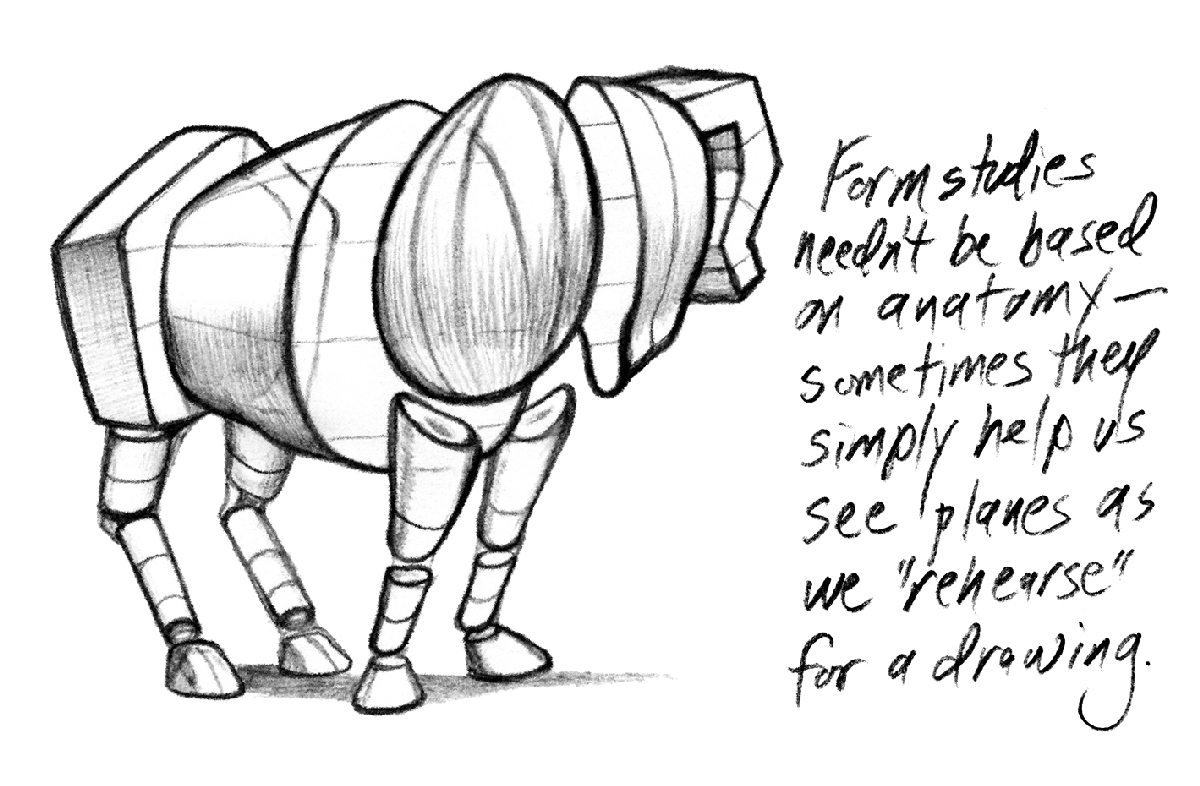 Form studies
needn't be based
on anatomy—
sometimes they
simply help us
see planes as
we "rehearse"
for a drawing.